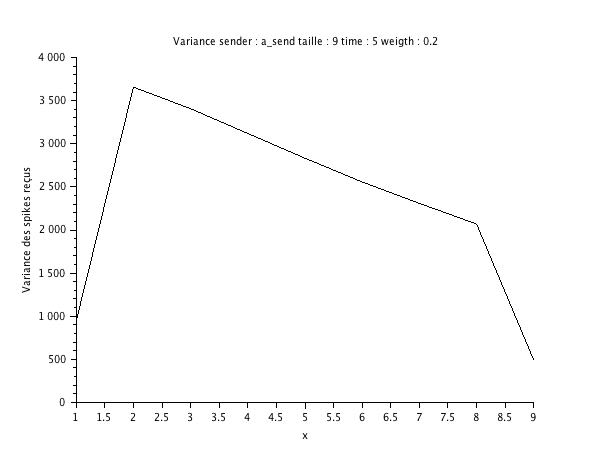 Variance sender : a_send taille : 9 time : 5 weigth : 0.2
4 000
3 500
3 000
2 500
2 000
1 500
1 000
500
0
Variance des spikes reçus
1 1.5 2 2.5 3 3.5 4 4.5 5 5.5 6 6.5 7 7.5 8 8.5 9
x